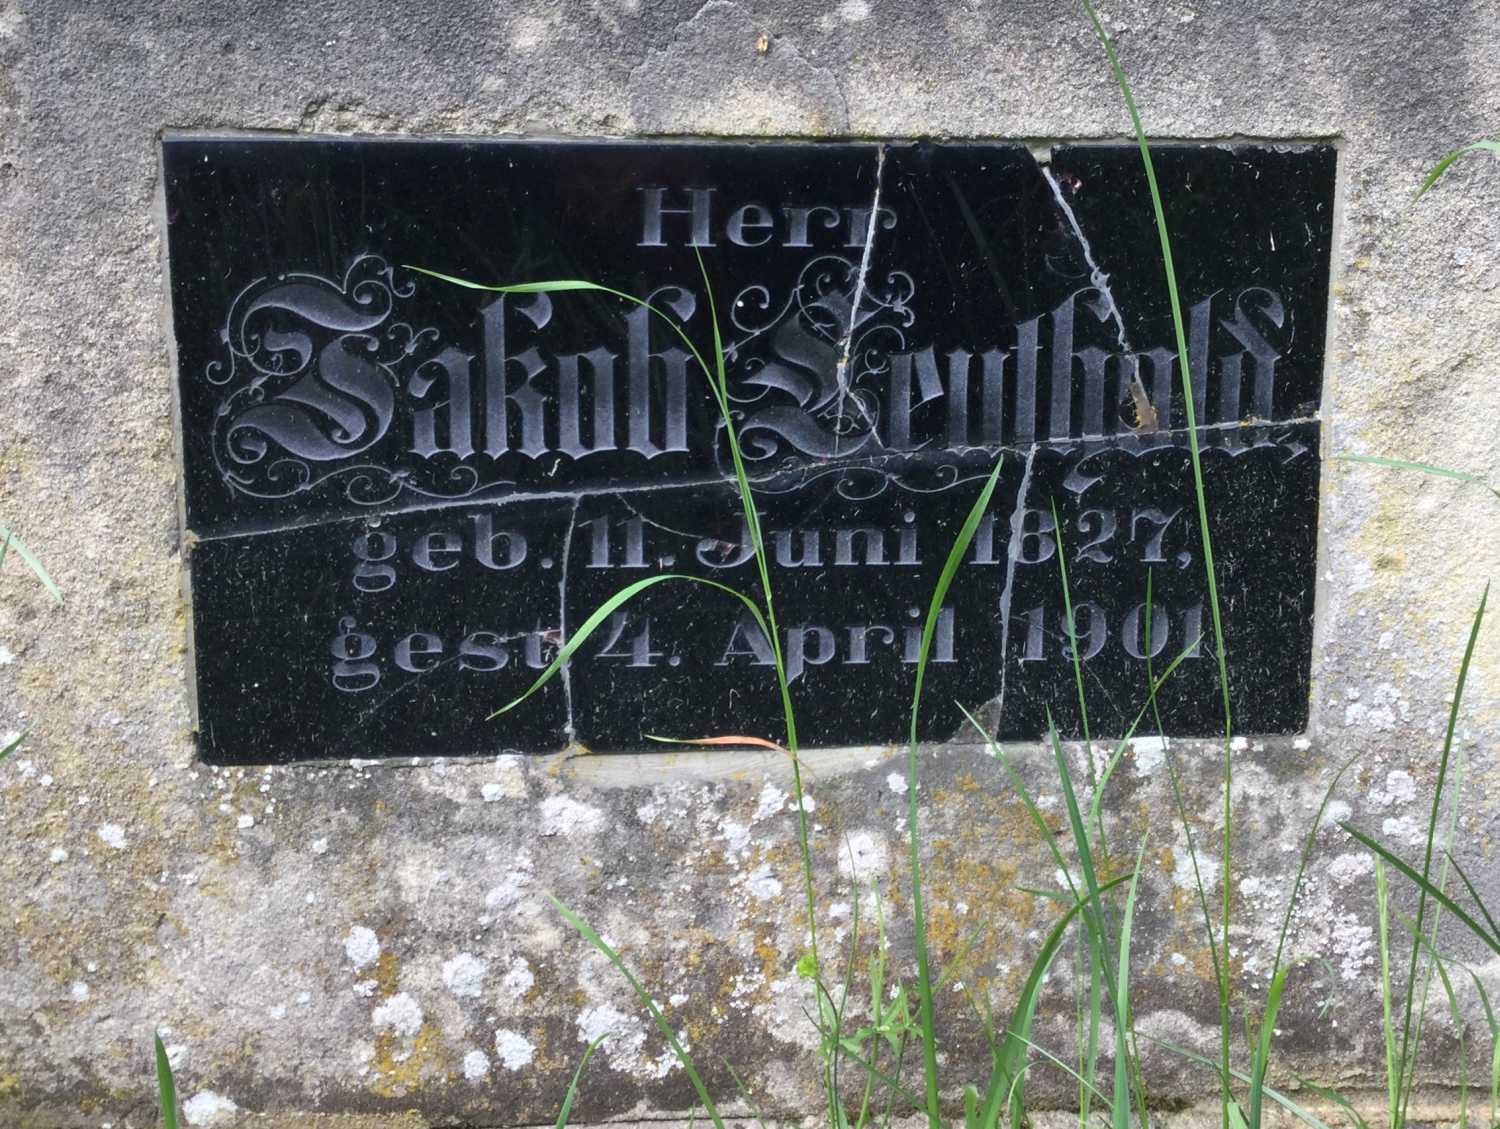 Herr
Jakob Leuthold,
geb. 11. Juni 1827,
gest. 4. April 1901.